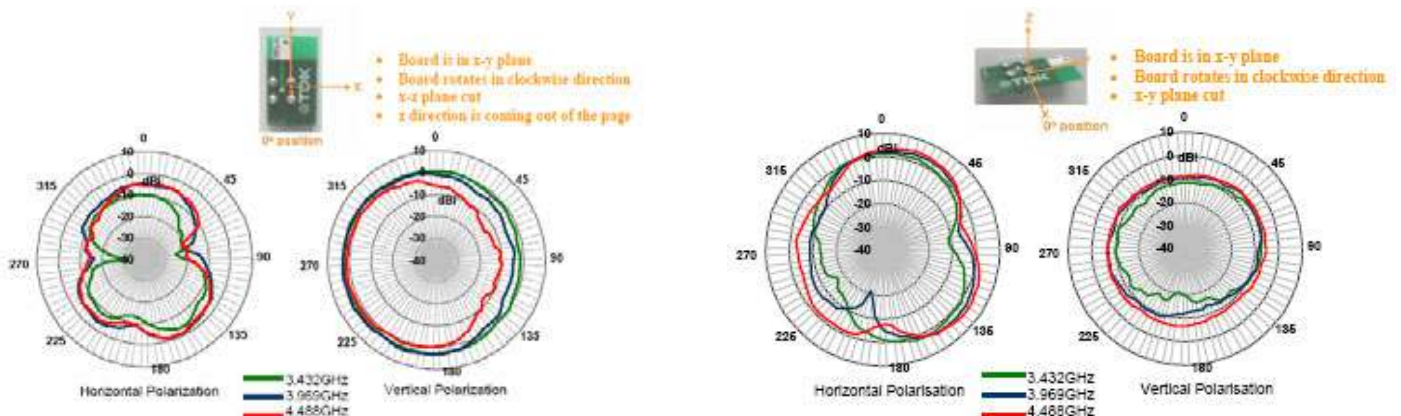 Y
TDK
X
• Board is in x-y plane
• Board rotates in clockwise direction
• x-z plane cut
• z direction is coming out of the page
0° position
Z
X
• Board is in x-y plane
• Board rotates in clockwise direction
• x-y plane cut
0° position
0
45
90
135
180
225
270
315
10
0
dBi
-10
-20
-30
-40
Horizontal Polarization
0
45
90
135
180
225
270
315
10
0
dBi
-10
-20
-30
-40
Vertical Polarization
3.432GHz
3.969GHz
4.488GHz
0
45
90
135
180
225
270
315
10
0
dBi
-10
-20
-30
-40
Horizontal Polarisation
0
45
90
135
180
225
270
315
10
0
dBi
-10
-20
-30
-40
Vertical Polarisation
3.432GHz
3.969GHz
4.488GHz